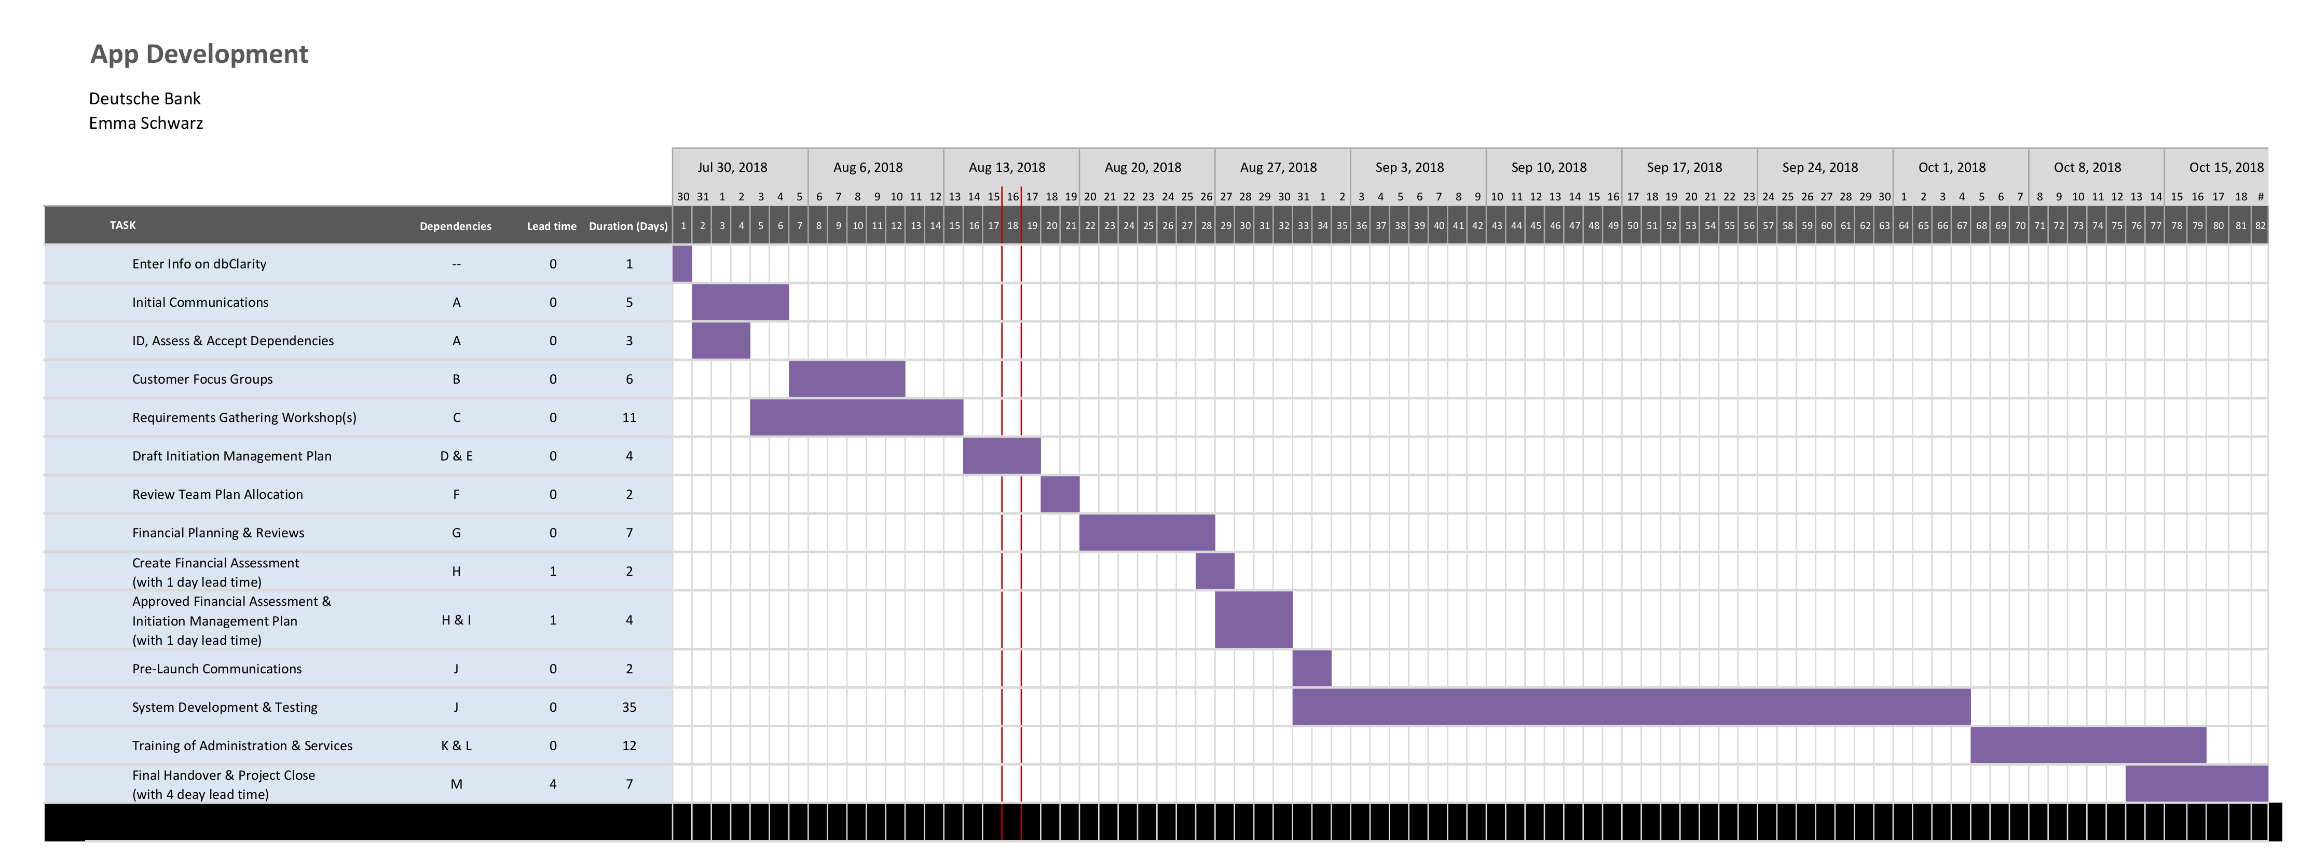 App Development
Deutsche Bank
Emma Schwarz
Jul 30, 2018 Aug 6, 2018 Aug 13, 2018 Aug 20, 2018 Aug 27, 2018 Sep 3, 2018 Sep 10, 2018 Sep 17, 2018 Sep 24, 2018 Oct 1, 2018 Oct 8, 2018 Oct 15, 2018
30 31 1 2 3 4 5 6 7 8 9 10 11 12 13 14 15 16 17 18 19 20 21 22 23 24 25 26 27 28 29 30 31 1 2 3 4 5 6 7 8 9 10 11 12 13 14 15 16 17 18 19 20 21 22 23 24 25 26 27 28 29 30 1 2 3 4 5 6 7 8 9 10 11 12 13 14 15 16 17 18 #
TASK Dependencies Lead time Duration (Days) 1 2 3 4 5 6 7 8 9 10 11 12 13 14 15 16 17 18 19 20 21 22 23 24 25 26 27 28 29 30 31 32 33 34 35 36 37 38 39 40 41 42 43 44 45 46 47 48 49 50 51 52 53 54 55 56 57 58 59 60 61 62 63 64 65 66 67 68 69 70 71 72 73 74 75 76 77 78 79 80 81 82
Enter Info on dbClarity -- 0 1
Initial Communications A 0 5
ID, Assess & Accept Dependencies A 0 3
Customer Focus Groups B 0 6
Requirements Gathering Workshop(s) C 0 11
Draft Initiation Management Plan D & E 0 4
Review Team Plan Allocation F 0 2
Financial Planning & Reviews G 0 7
Create Financial Assessment
(with 1 day lead time) H 1 2
Approved Financial Assessment &
Initiation Management Plan H & I 1 4
(with 1 day lead time)
Pre-Launch Communications J 0 2
System Development & Testing J 0 35
Training of Administration & Services K & L 0 12
Final Handover & Project Close
(with 4 deay lead time) M 4 7